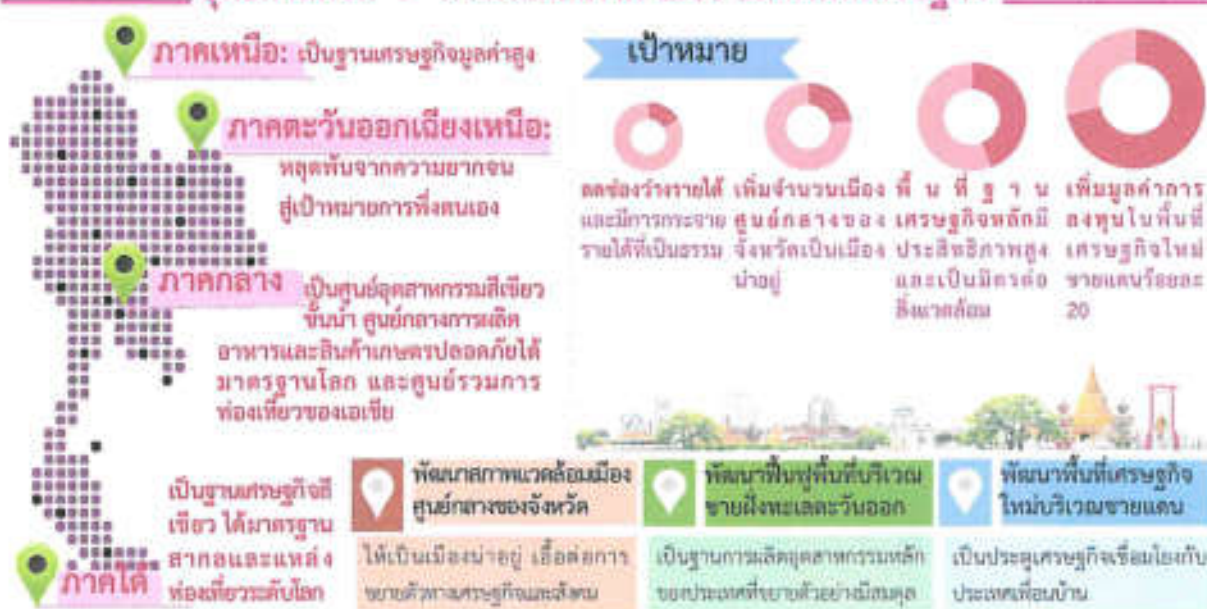 ภาคเหนือ: เป็นฐานเศรษฐกิจมูลค่าสูง
ภาคตะวันออกเฉียงเหนือ:
หลุดพ้นจากความยากจน
สู่เป้าหมายการพึ่งตนเอง
ภาคกลาง เป็นศูนย์อุตสาหกรรมสีเขียว
ชั้นนำ ศูนย์กลางการผลิต
อาหารและสินค้าเกษตรปลอดภัยได้
มาตรฐานโลก และศูนย์รวมการ
ท่องเที่ยวของเอเชีย
เป็นฐานเศรษฐกิจสี
เขียว ได้มาตรฐาน
สากลและแหล่ง
ภาคใต้ ท่องเที่ยวระดับโลก
เป้าหมาย
ลดช่องว่างรายได้
และมีการกระจาย
รายได้ที่เป็นธรรม
เพิ่มจำนวนเมือง
ศูนย์กลางของ
จังหวัดเป็นเมือง
น่าอยู่
พื้นที่ฐาน
เศรษฐกิจหลักมี
ประสิทธิภาพสูง
และเป็นมิตรต่อ
สิ่งแวดล้อม
เพิ่มมูลค่าการ
ลงทุนในพื้นที่
เศรษฐกิจใหม่
ชายแดนร้อยละ
20
พัฒนาสภาพแวดล้อมเมือง
ศูนย์กลางของจังหวัด
ให้เป็นเมืองน่าอยู่ เอื้อต่อการ
ขยายตัวทางเศรษฐกิจและสังคม
พัฒนาฟื้นฟูพื้นที่บริเวณ
ชายฝั่งทะเลตะวันออก
เป็นฐานการผลิตอุตสาหกรรมหลัก
ของประเทศที่ขยายตัวอย่างมีสมดุล
พัฒนาพื้นที่เศรษฐกิจ
ใหม่บริเวณชายแดน
เป็นประตูเศรษฐกิจเชื่อมโยงกับ
ประเทศเพื่อนบ้าน